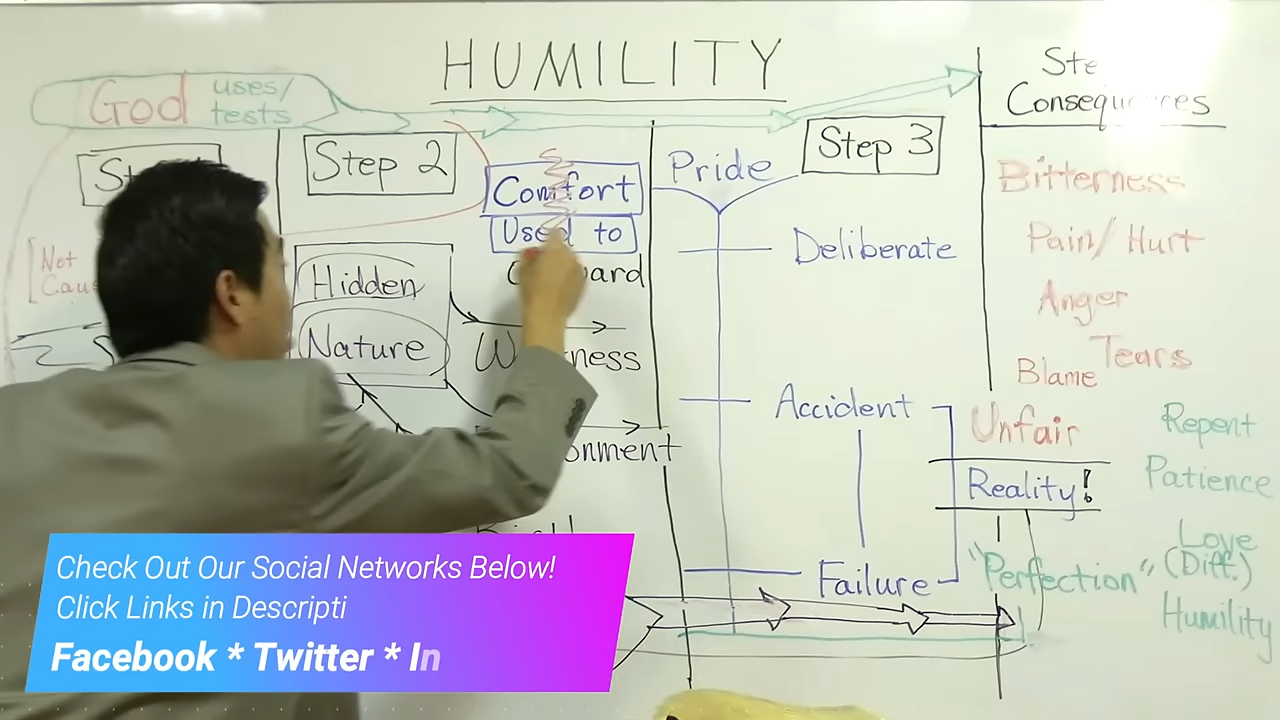 HUMILITY
God uses/
tests
Step 2
Comfort
Used to
Pride
Step 3
Consequences
Bitterness
Deliberate
Pain/Hurt
[Not
Hidden
Anger
Nature
Tears
Blame
Accident
Unfair
Repent
Reality!
Patience
Love
(Diff.)
Failure
"Perfection"
Humility
Check Out Our Social Networks Below!
Click Links in Descripti
Facebook * Twitter * In